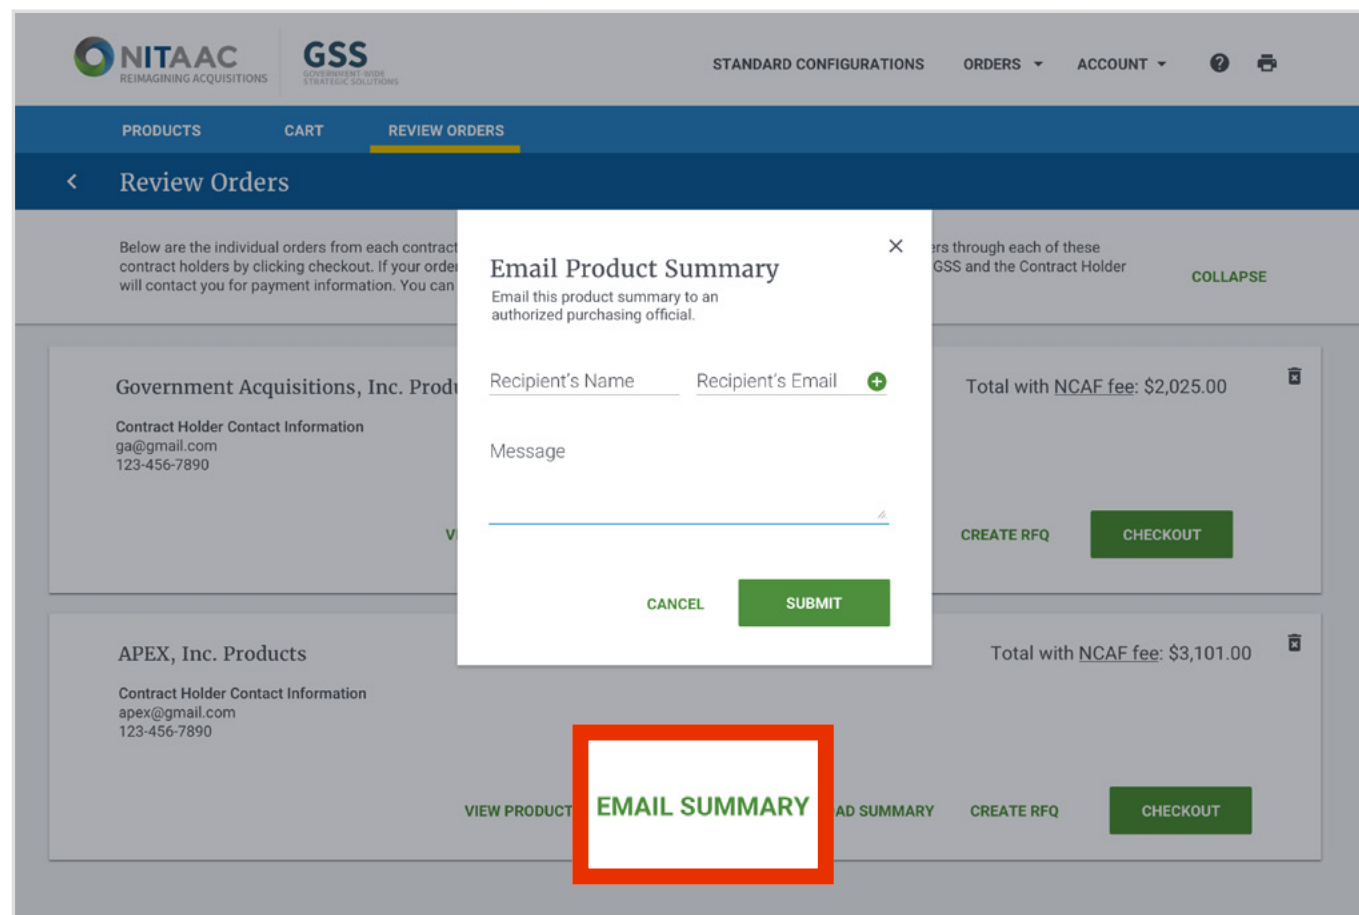 NITAAC
REIMAGINING ACQUISITIONS
GSS
GOVERNMENT-WIDE
STRATEGIC SOLUTIONS
STANDARD CONFIGURATIONS
ORDERS
ACCOUNT
PRODUCTS
CART
REVIEW ORDERS
Review Orders
Below are the individual orders from each contract
contract holders by clicking checkout. If your
will contact you for payment information. You can
through each of these
GSS and the Contract Holder
COLLAPSE
Email Product Summary
Email this product summary to an
authorized purchasing official.
Recipient's Name
Recipient's Email
Message
CANCEL
SUBMIT
Government Acquisitions, Inc.
Total with NCAF fee: $2,025.00
Contract Holder Contact Information
ga@gmail.com
123-456-7890
CREATE RFQ
CHECKOUT
APEX, Inc. Products
Total with NCAF fee: $3,101.00
Contract Holder Contact Information
apex@gmail.com
123-456-7890
VIEW PRODUCT
EMAIL SUMMARY
SUMMARY
CREATE RFQ
CHECKOUT